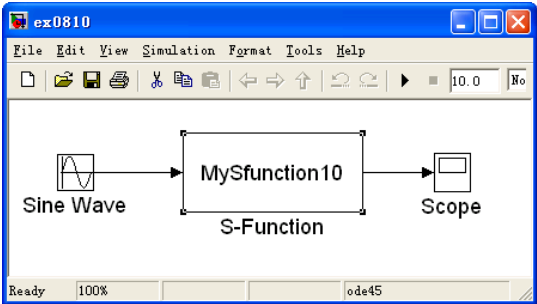 ex0810
File Edit View Simulation Format Tools Help
10.0 No
MySfunction10
Sine Wave
S-Function
Scope
Ready 100% ode45